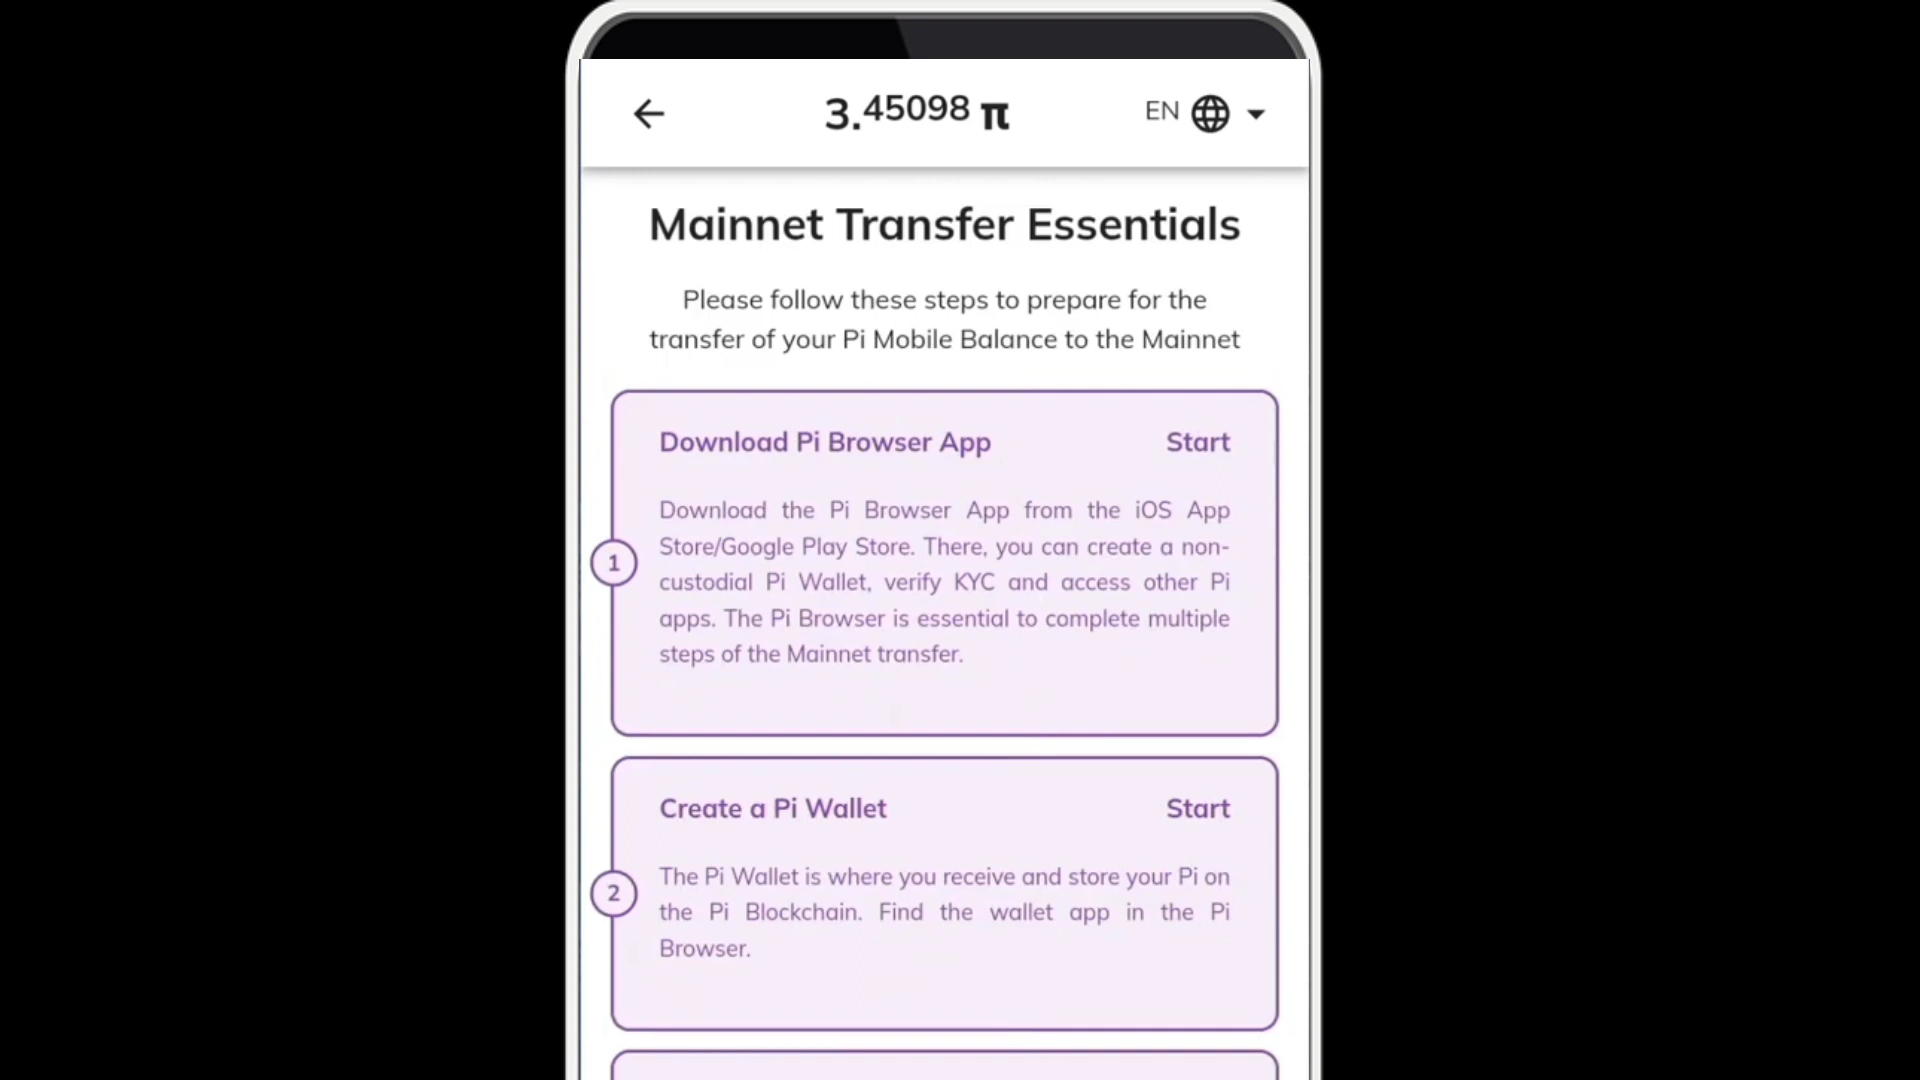 3.45098 π
EN
Mainnet Transfer Essentials
Please follow these steps to prepare for the
transfer of your Pi Mobile Balance to the Mainnet
Download Pi Browser App
Start
Download the Pi Browser App from the iOS App
Store/Google Play Store. There, you can create a non-
custodial Pi Wallet, verify KYC and access other Pi
apps. The Pi Browser is essential to complete multiple
steps of the Mainnet transfer.
1
Create a Pi Wallet
Start
The Pi Wallet is where you receive and store your Pi on
the Pi Blockchain. Find the wallet app in the Pi
Browser.
2